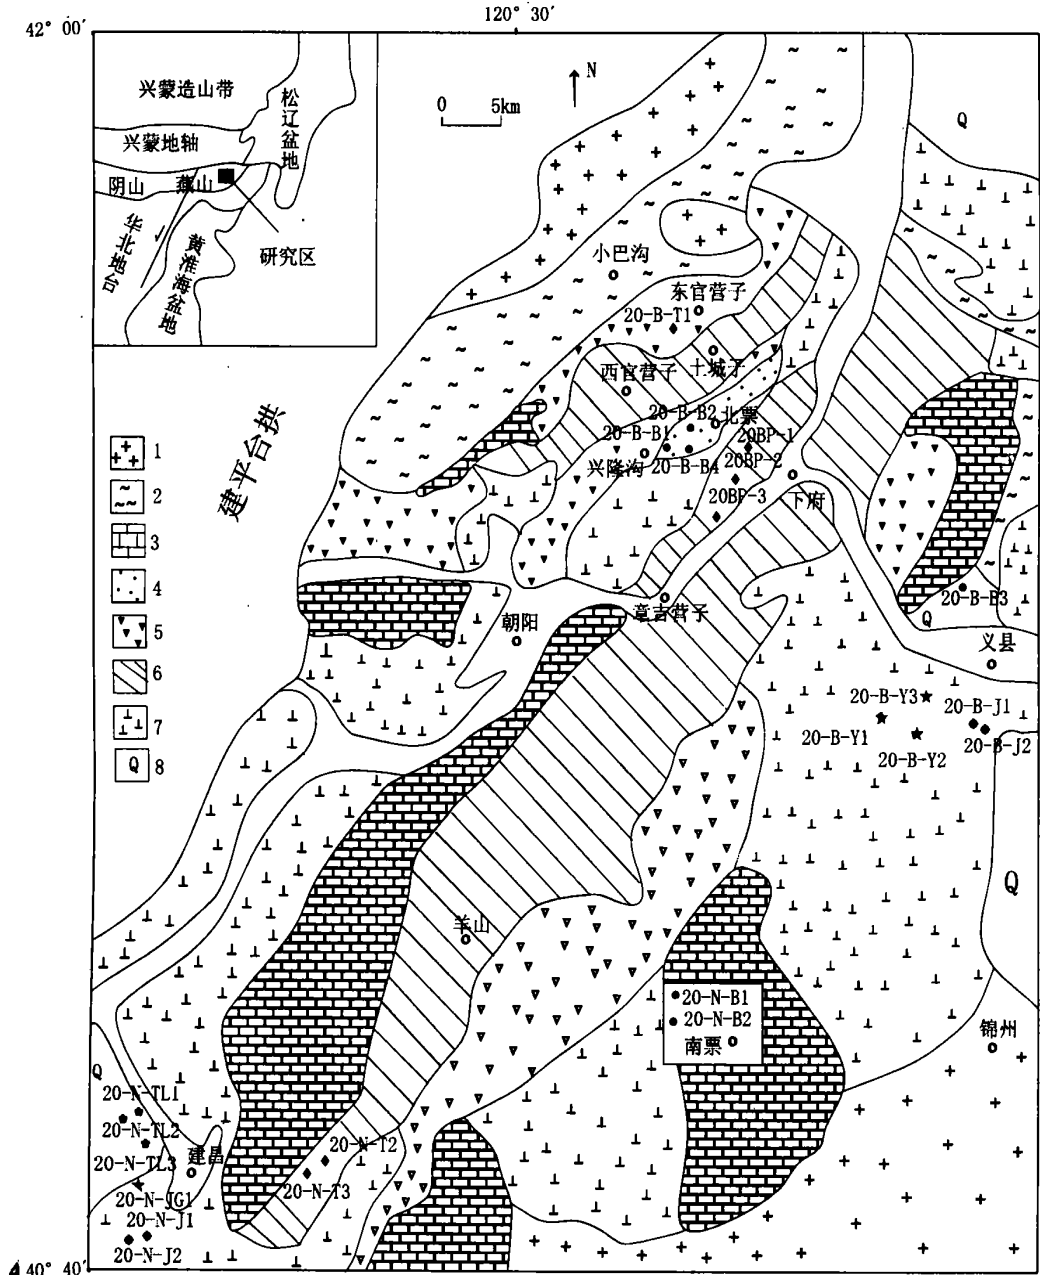 120° 30′
42° 00′
兴蒙造山带
松辽盆地
兴蒙地轴
阴山
燕山
华北地台
黄淮海盆地
研究区
N
0 5km
Q
小巴沟
东官营子
20-B-T1
西官营子
十城子
20-B-B2
北票
20-B-B1
20BP-1
兴隆沟
20-B-B4
20BP-2
20BP-3
下府
建平台拱
1
2
3
4
5
6
7
Q 8
朝阳
章吉营子
20-B-B3
Q
义县
20-B-Y3
20-B-J1
20-B-Y1
20-B-J2
20-B-Y2
Q
羊山
20-N-B1
20-N-B2
南票
锦州
Q
20-N-TL1
20-N-TL2
20-N-TL3
建昌
20-N-T2
20-N-T3
20-N-JG1
20-N-J1
20-N-J2
40° 40′